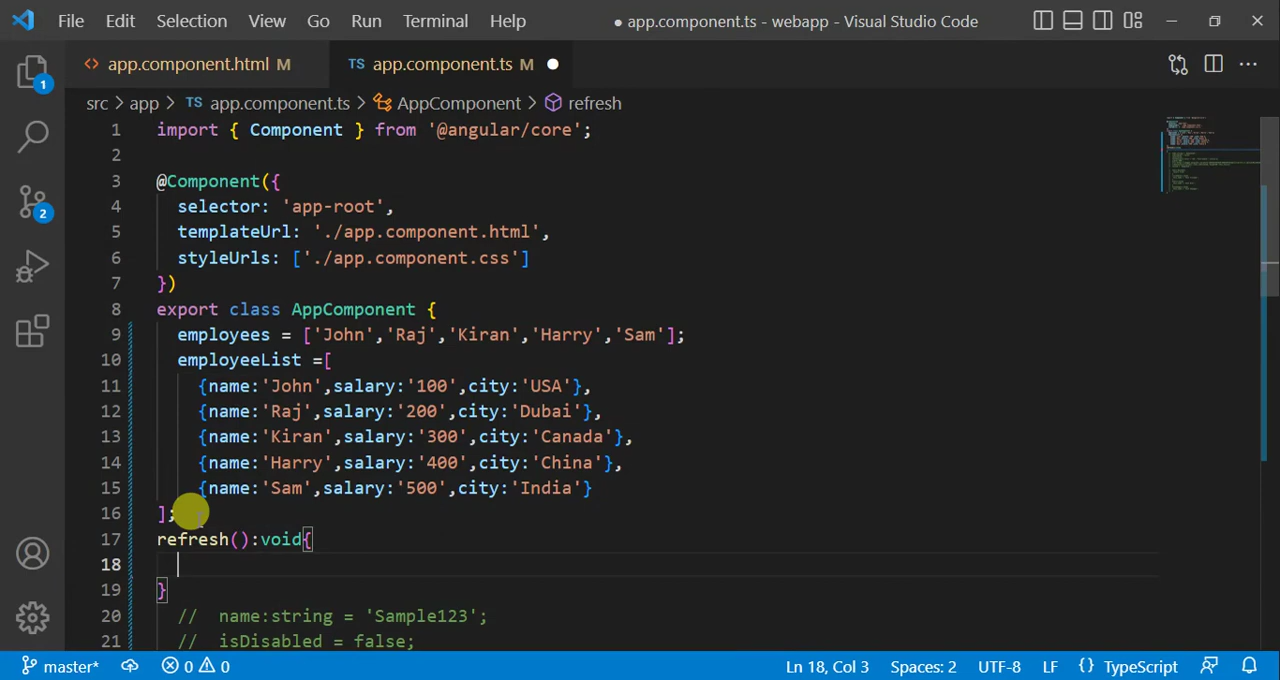 File Edit Selection View Go Run Terminal Help ● app.component.ts - webapp - Visual Studio Code
<> app.component.html M TS app.component.ts M ●
src > app > TS app.component.ts > AppComponent > refresh
1 import { Component } from '@angular/core';
2
3 @Component({
4 selector: 'app-root',
5 templateUrl: './app.component.html',
6 styleUrls: ['./app.component.css']
7 })
8 export class AppComponent {
9 employees = ['John','Raj','Kiran','Harry','Sam'];
10 employeeList =[
11 {name:'John',salary:'100',city:'USA'},
12 {name:'Raj',salary:'200',city:'Dubai'},
13 {name:'Kiran',salary:'300',city:'Canada'},
14 {name:'Harry',salary:'400',city:'China'},
15 {name:'Sam',salary:'500',city:'India'}
16 ];
17 refresh():void{
18
19 }
20 // name:string = 'Sample123';
21 // isDisabled = false;
1
2
master* 0 0 Ln 18, Col 3 Spaces: 2 UTF-8 LF {} TypeScript